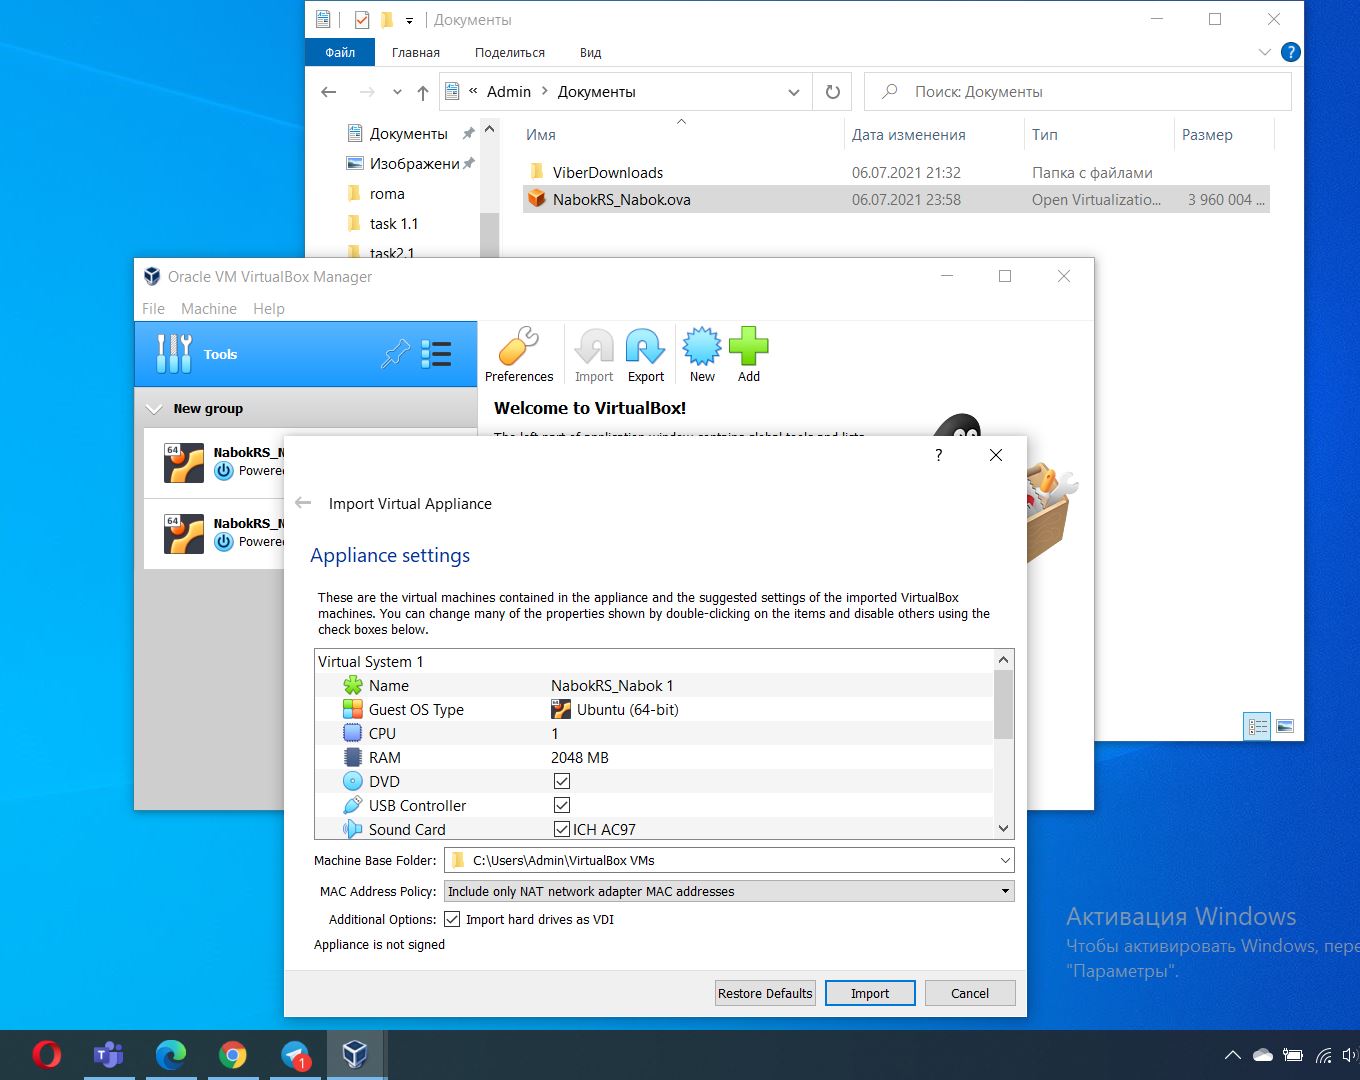 Документы
Файл
Главная
Поделиться
Вид
Admin
Документы
Поиск: Документы
Документы
Изображени
roma
task 1.1
task2.1
Имя
Дата изменения
Тип
Размер
ViberDownloads
06.07.2021 21:32
Папка с файлами
NabokRS_Nabok.ova
06.07.2021 23:58
Open Virtualizatio...
3 960 004 ...
Oracle VM VirtualBox Manager
File
Machine
Help
Tools
Preferences
Import
Export
New
Add
New group
Welcome to VirtualBox!
64
NabokRS_N
Powere
64
NabokRS_N
Powere
?
Import Virtual Appliance
Appliance settings
These are the virtual machines contained in the appliance and the suggested settings of the imported VirtualBox
machines. You can change many of the properties shown by double-clicking on the items and disable others using the
check boxes below.
Virtual System 1
Name
NabokRS_Nabok 1
Guest OS Type
Ubuntu (64-bit)
CPU
1
RAM
2048 MB
DVD
USB Controller
Sound Card
ICH AC97
Machine Base Folder:
C:\Users\Admin\VirtualBox VMs
MAC Address Policy:
Include only NAT network adapter MAC addresses
Additional Options:
Import hard drives as VDI
Appliance is not signed
Restore Defaults
Import
Cancel
Активация Windows
Чтобы активировать Windows, пере
"Параметры".
1